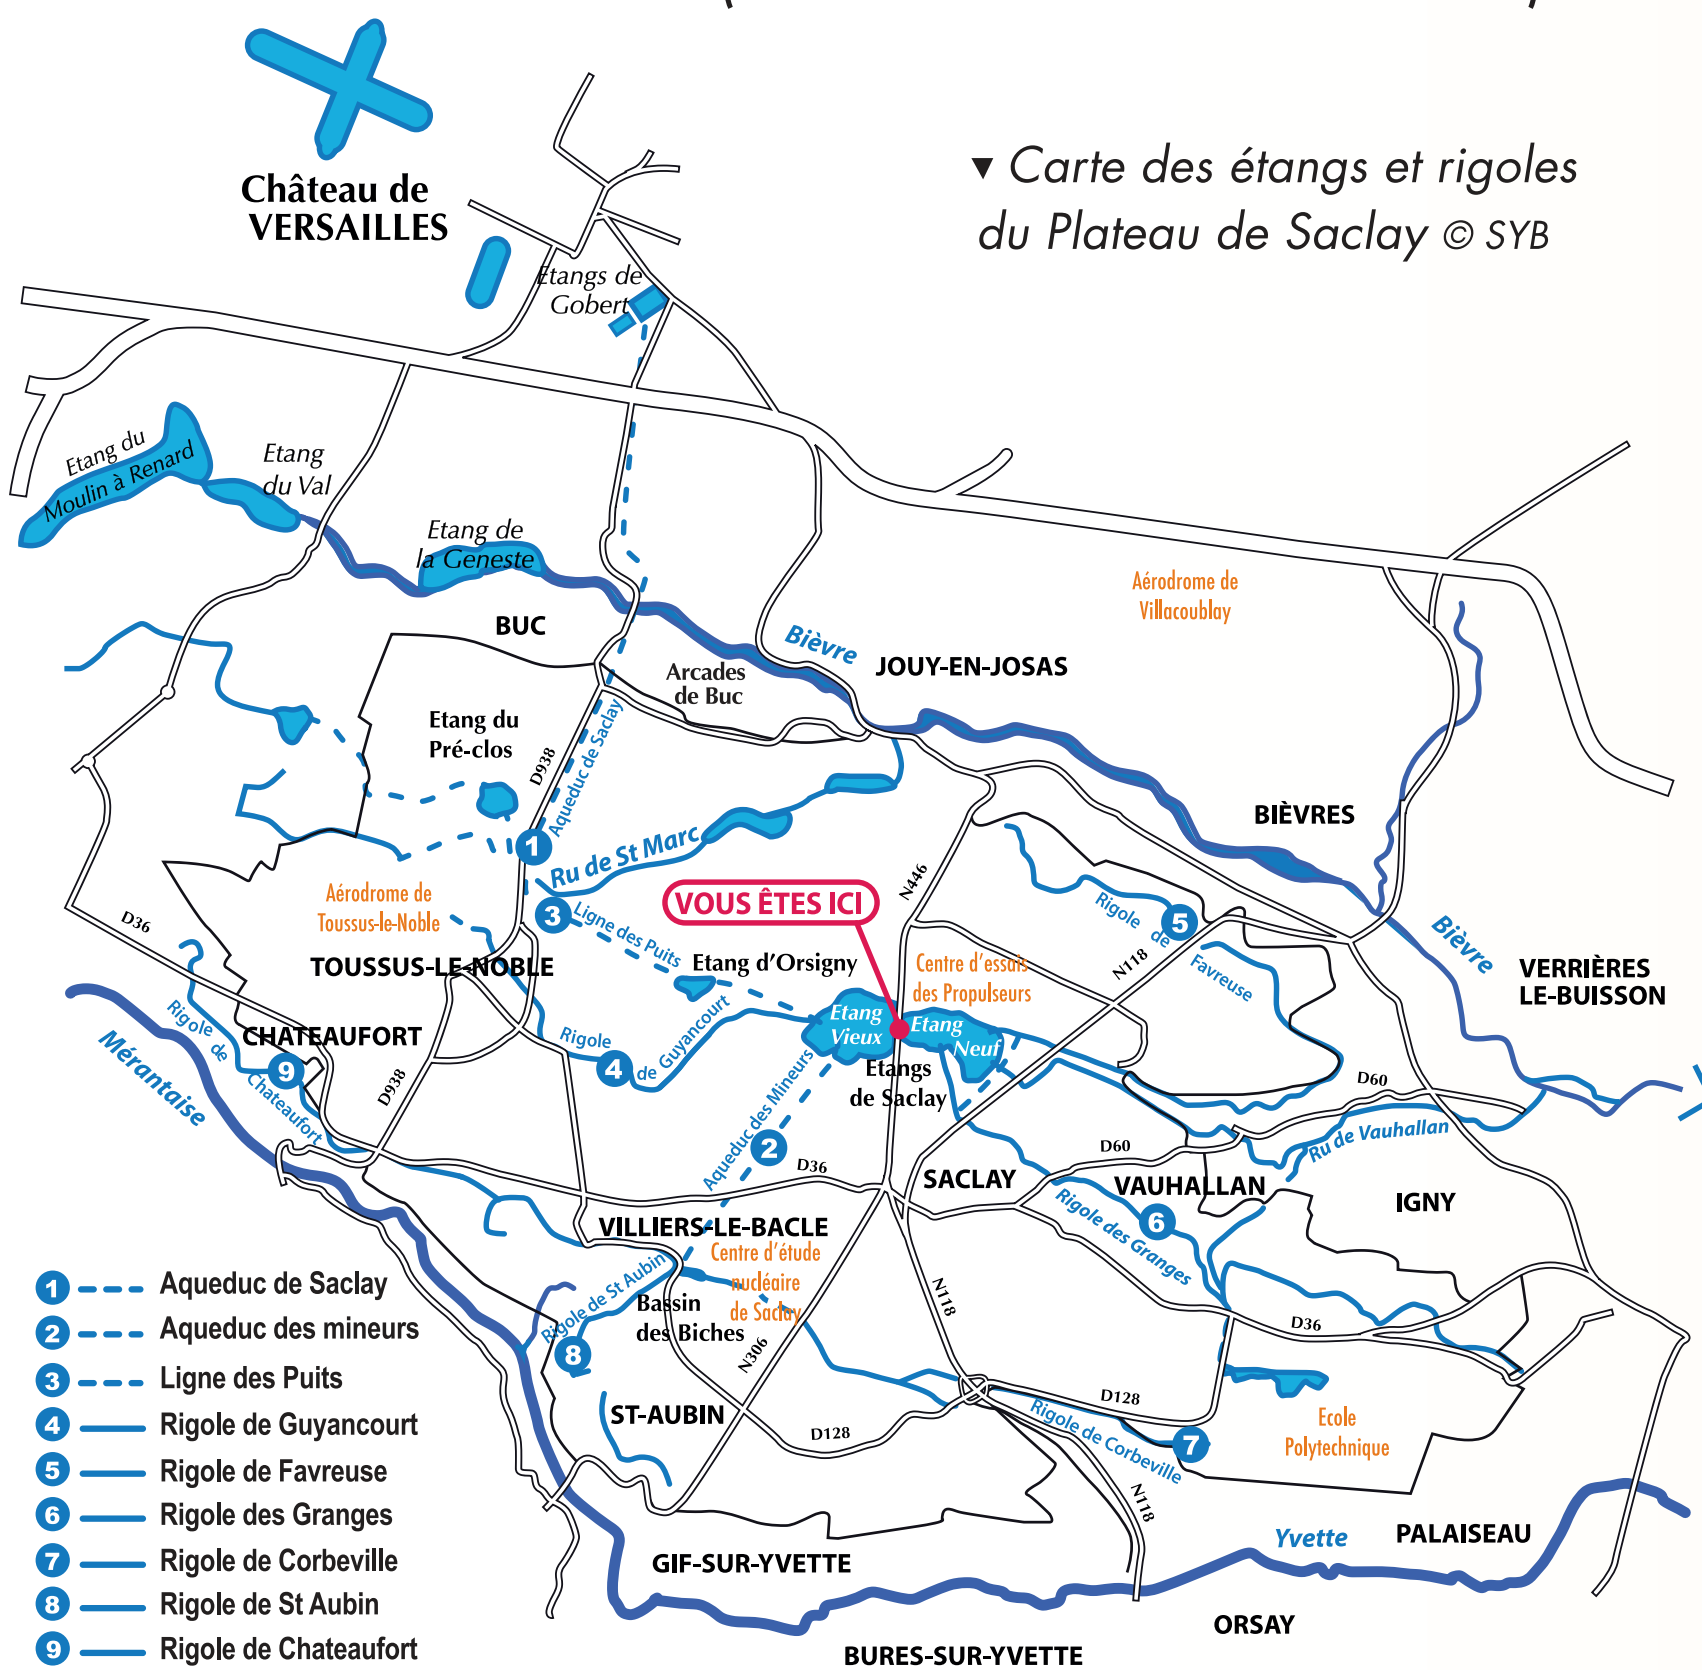 ▼ Carte des étangs et rigoles
du Plateau de Saclay © SYB
Château de
VERSAILLES
Etangs de
Gobert
Etang du
Moulin à Renard
Etang
du Val
Etang de
la Geneste
Aérodrome de
Villacoublay
BUC
Bièvre
JOUY-EN-JOSAS
Arcades
de Buc
Etang du
Pré-clos
D938
Aqueduc de Saclay
1
BIÈVRES
Ru de St Marc
N446
Aérodrome de
Toussus-le-Noble
VOUS ÊTES ICI
3
Ligne des Puits
Rigole de
5
Favreuse
N118
Bièvre
D36
TOUSSUS-LE-NOBLE
Etang d'Orsigny
Centre d'essais
des Propulseurs
VERRIÈRES
LE-BUISSON
Rigole de
Chateaufort
CHATEAUFORT
9
Mérantaise
Rigole
4
de Guyancourt
Etang
Vieux
Etang
Neuf
Etangs
de Saclay
D938
D60
Aqueduc des Mineurs
2
Ru de Vauhallan
D60
D36
SACLAY
VAUHALLAN
IGNY
Rigole des Granges
6
VILLIERS-LE-BACLE
Centre d'étude
nucléaire
de Saclay
Rigole de St Aubin
Bassin
des Biches
8
N118
N306
D36
ST-AUBIN
D128
D128
Rigole de Corbeville
7
Ecole
Polytechnique
N118
Yvette
PALAISEAU
GIF-SUR-YVETTE
ORSAY
BURES-SUR-YVETTE
1 Aqueduc de Saclay
2 Aqueduc des mineurs
3 Ligne des Puits
4 Rigole de Guyancourt
5 Rigole de Favreuse
6 Rigole des Granges
7 Rigole de Corbeville
8 Rigole de St Aubin
9 Rigole de Chateaufort